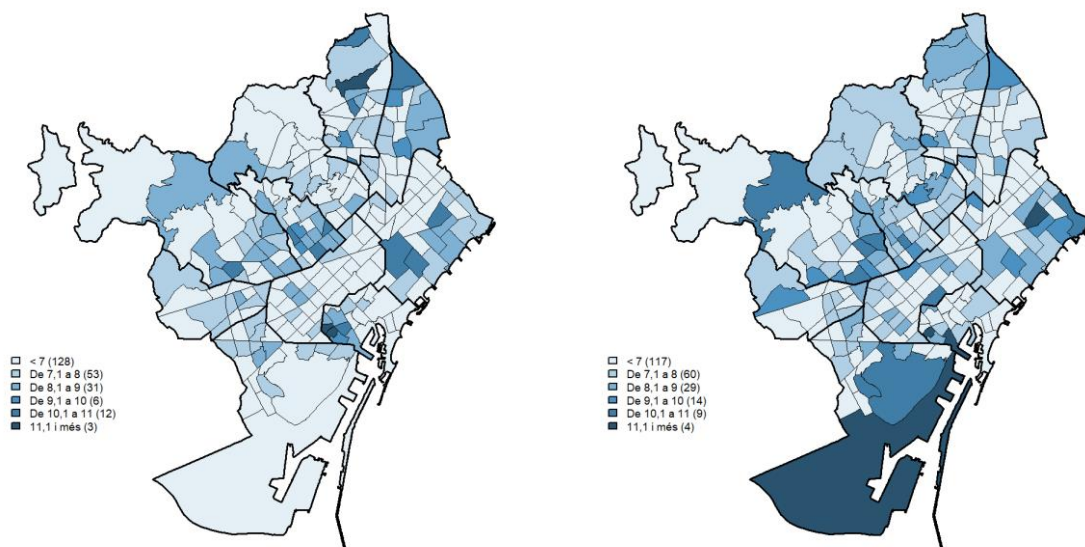 < 7 (128)
De 7,1 a 8 (53)
De 8,1 a 9 (31)
De 9,1 a 10 (6)
De 10,1 a 11 (12)
11,1 i més (3)
< 7 (117)
De 7,1 a 8 (60)
De 8,1 a 9 (29)
De 9,1 a 10 (14)
De 10,1 a 11 (9)
11,1 i més (4)